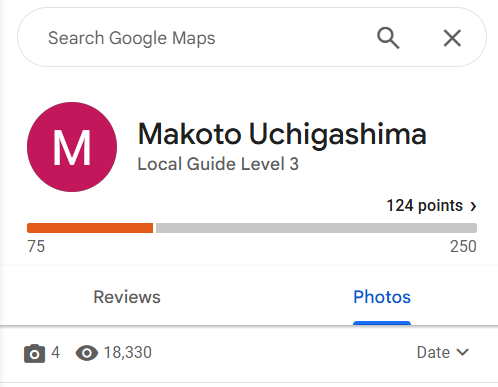 Search Google Maps
M
Makoto Uchigashima
Local Guide Level 3
124 points ›
75 250
Reviews Photos
4 18,330 Date